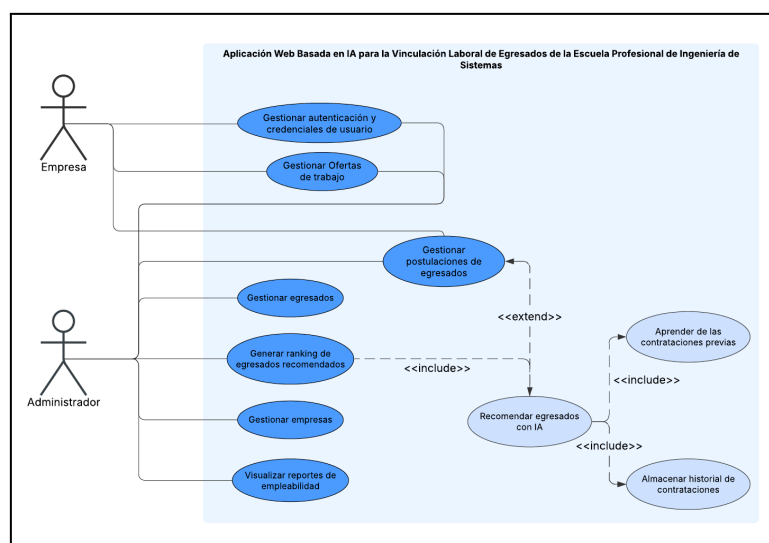 Aplicación Web Basada en IA para la Vinculación Laboral de Egresados de la Escuela Profesional de Ingeniería de
Sistemas
Empresa
Gestionar autenticación y
credenciales de usuario
Gestionar Ofertas
de trabajo
Gestionar
postulaciones de
egresados
Gestionar egresados
<<extend>>
Administrador
Generar ranking de
egresados recomendados
<<include>>
Aprender de las
contrataciones previas
<<include>>
Gestionar empresas
Recomendar egresados
con IA
<<include>>
Visualizar reportes de
empleabilidad
Almacenar historial de
contrataciones